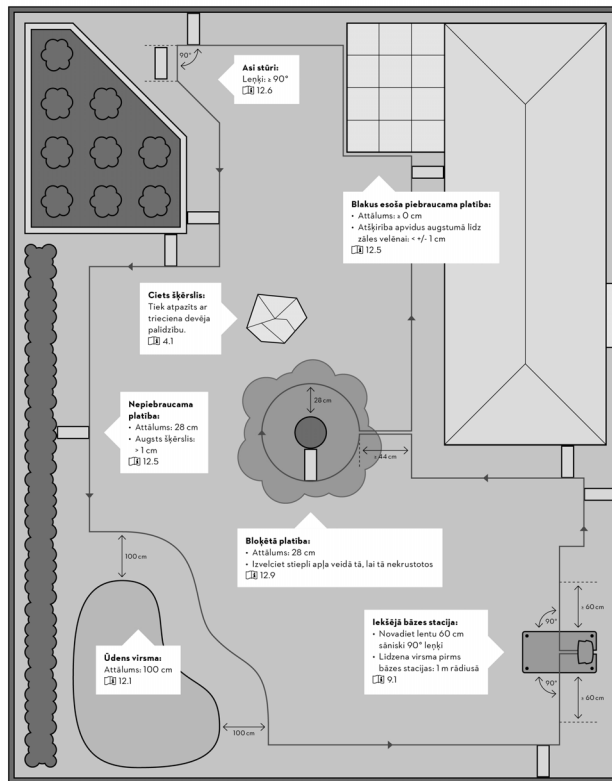 90°
Asi stūri:
Leņķi: ≥ 90°
12.6
Blakus esoša piebraucama platība:
• Attālums: ≥ 0 cm
• Atšķirība apvidus augstumā līdz
zāles velēnai: < +/- 1 cm
12.5
Ciets šķērslis:
Tiek atpazīts ar
trieciena devēja
palīdzību.
4.1
Nepiebraucama
platība:
• Attālums: 28 cm
• Augsts šķērslis:
> 1 cm
12.5
28 cm
≥ 44 cm
Bloķētā platība:
• Attālums: 28 cm
• Izvelciet stiepli apļa veidā tā, lai tā nekrustotos
12.9
100 cm
Ūdens virsma:
Attālums: 100 cm
12.1
100 cm
Iekšējā bāzes stacija:
• Novadiet lentu 60 cm
sāniski 90° leņķī
• Līdzena virsma pirms
bāzes stacijas: 1 m rādiusā
9.1
≥ 60cm
90°
90°
≥ 60cm